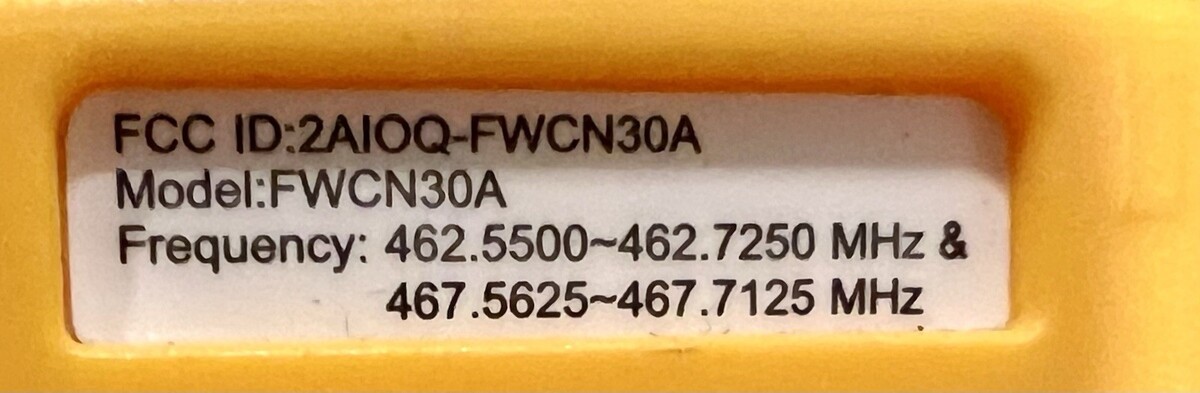 FCC ID:2AIOQ-FWCN30A
Model:FWCN30A
Frequency: 462.5500~462.7250 MHz &
467.5625~467.7125 MHz